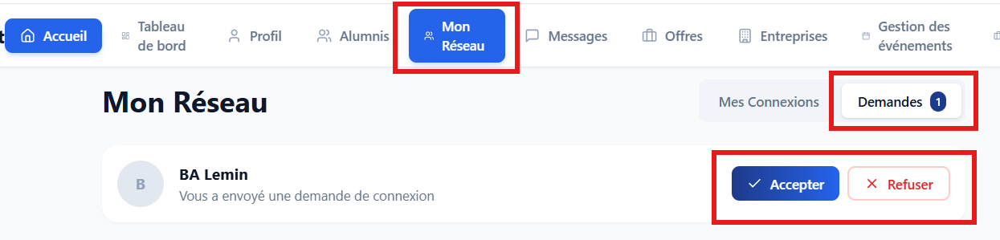 t
Accueil
Tableau
de bord
Profil
Alumnis
Mon
Réseau
Messages
Offres
Entreprises
Gestion des
événements
Mon Réseau
Mes Connexions
Demandes 1
B
BA Lemin
Vous a envoyé une demande de connexion
Accepter
Refuser